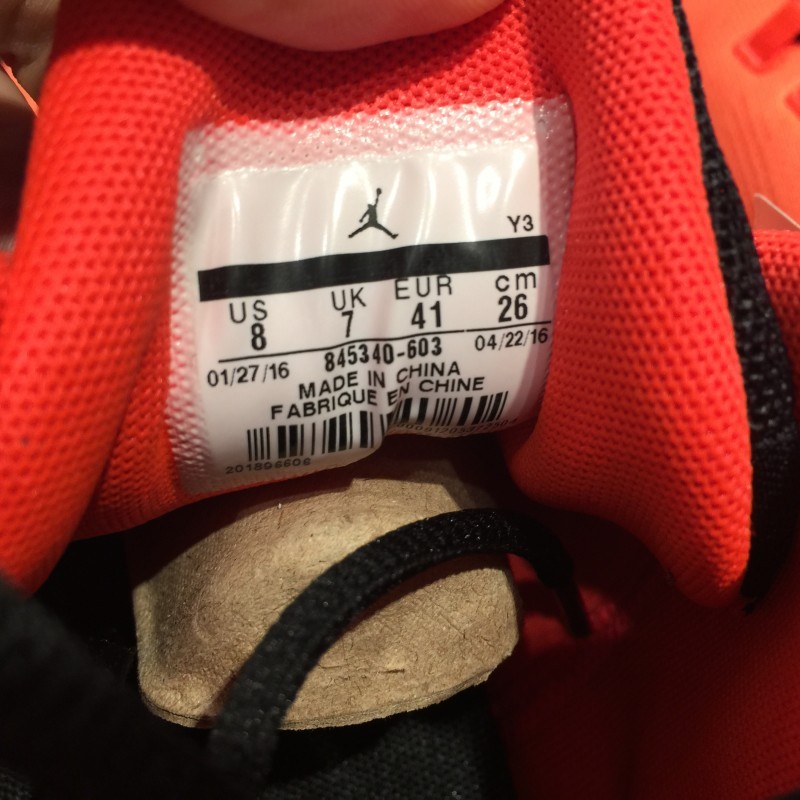 Y3
US UK EUR cm
8 7 41 26
01/27/16 845340-603 04/22/16
MADE IN CHINA
FABRIQUE EN CHINE
201896606